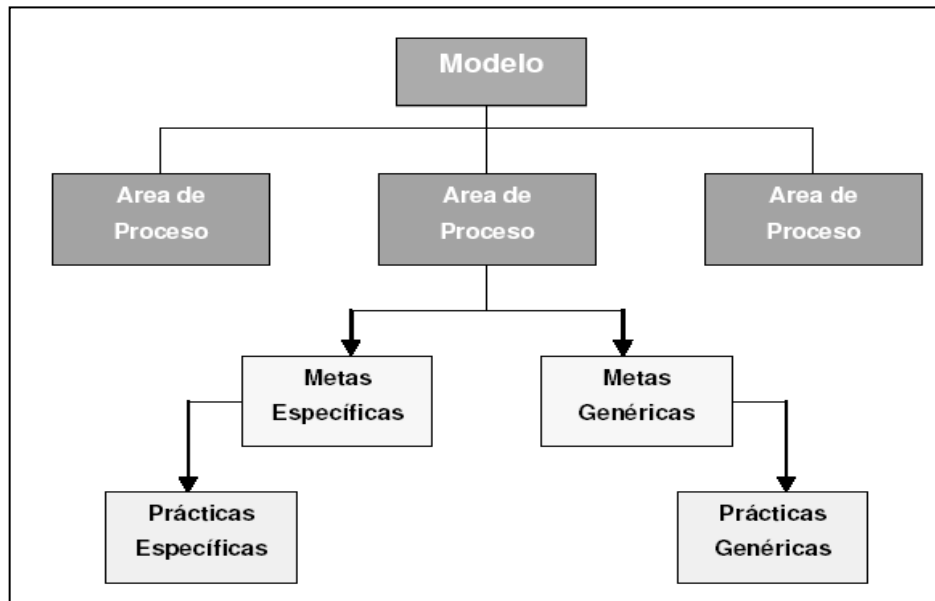 Modelo
Area de
Proceso
Area de
Proceso
Area de
Proceso
Metas
Específicas
Metas
Genéricas
Prácticas
Específicas
Prácticas
Genéricas